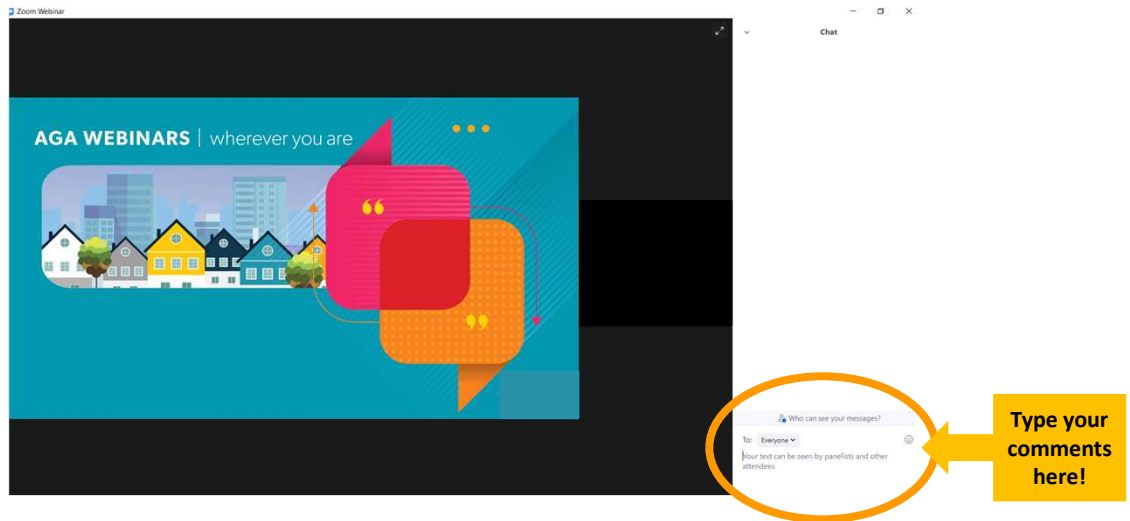 Zoom Webinar
Chat
AGA WEBINARS | wherever you are
“
”
Who can see your messages?
To: Everyone
Your text can be seen by panelists and other
attendees
Type your
comments
here!